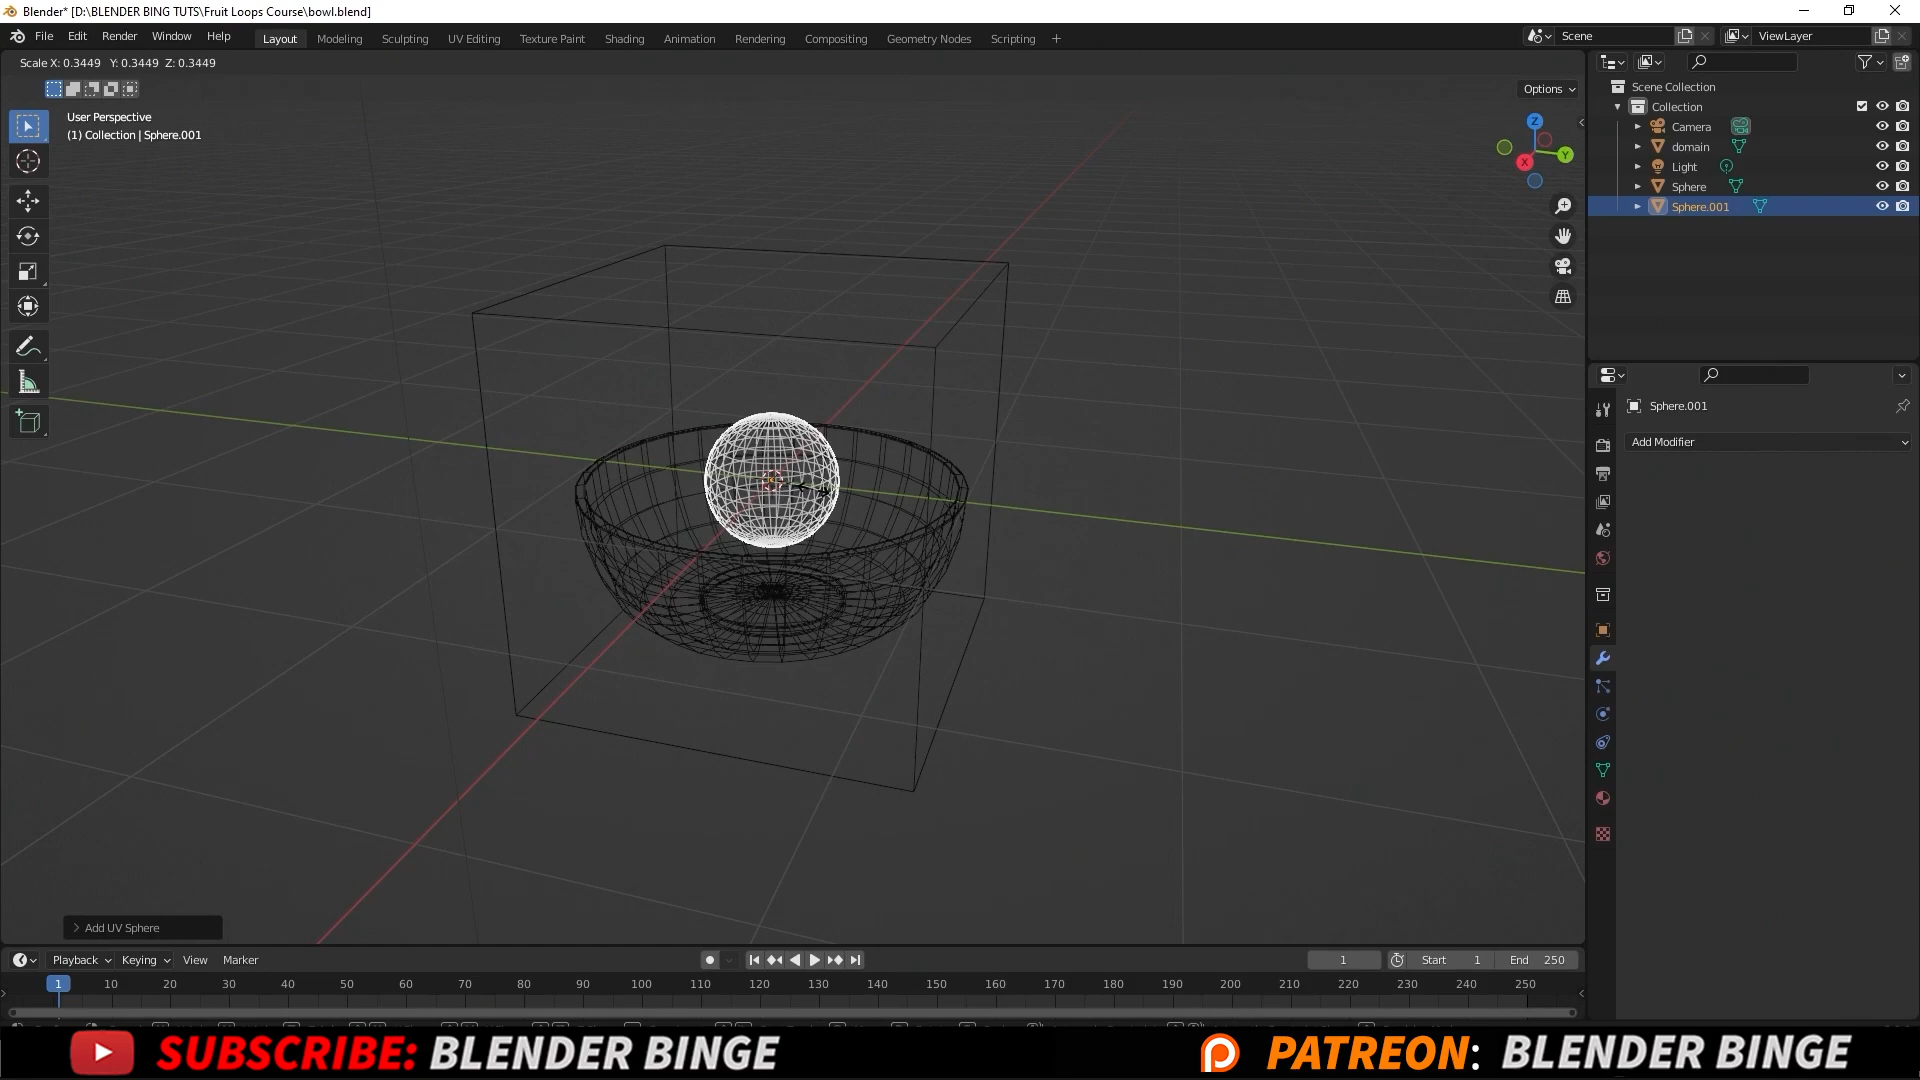 Blender* [D:\BLENDER BING TUTS\Fruit Loops Course\bowl.blend]
File Edit Render Window Help Layout Modeling Sculpting UV Editing Texture Paint Shading Animation Rendering Compositing Geometry Nodes Scripting + Scene ViewLayer
Scale X: 0.3449 Y: 0.3449 Z: 0.3449
Options
User Perspective
(1) Collection | Sphere.001
Z
Y
X
Scene Collection
Collection
Camera
domain
Light
Sphere
Sphere.001
Sphere.001
Add Modifier
Add UV Sphere
Playback Keying View Marker 1 Start 1 End 250
1 10 20 30 40 50 60 70 80 90 100 110 120 130 140 150 160 170 180 190 200 210 220 230 240 250
SUBSCRIBE: BLENDER BINGE PATREON: BLENDER BINGE